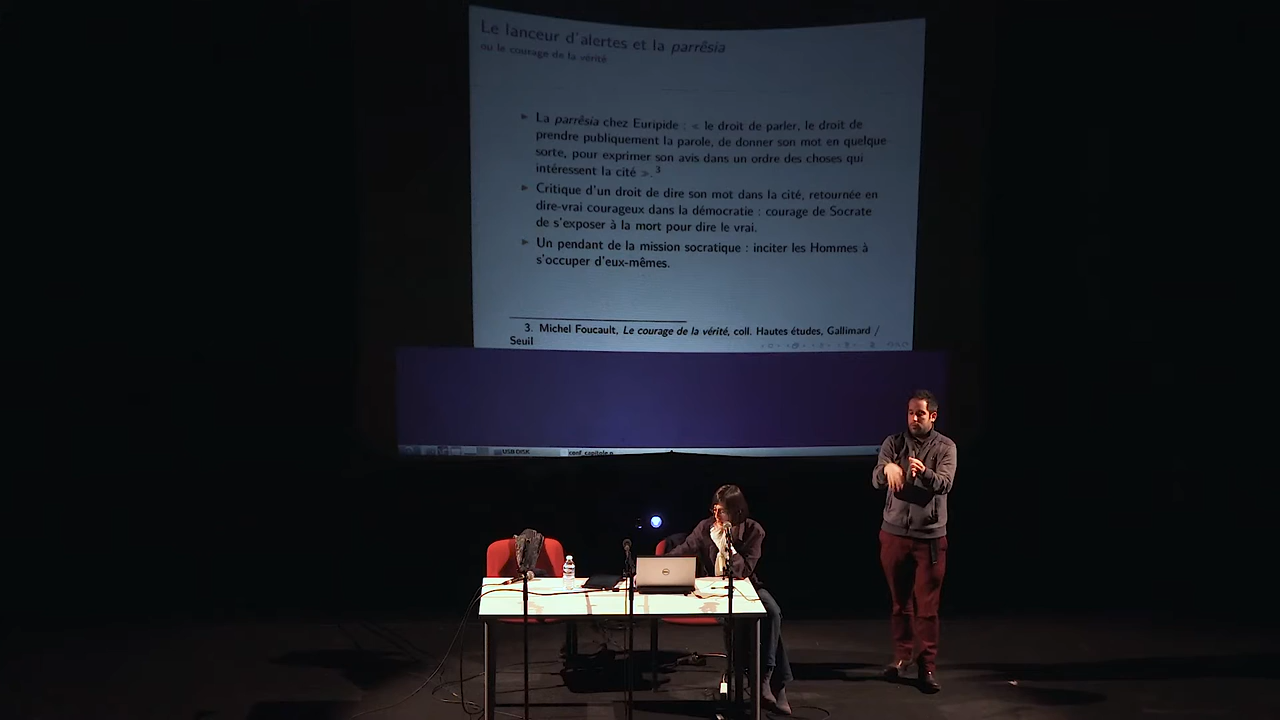 Le lanceur d'alertes et la parrêsia
ou le courage de la vérité
La parrêsia chez Euripide : « le droit de parler, le droit de
prendre publiquement la parole, de donner son mot en quelque
sorte, pour exprimer son avis dans un ordre des choses qui
intéressent la cité ». 3
Critique d'un droit de dire son mot dans la cité, retournée en
dire-vrai courageux dans la démocratie : courage de Socrate
de s'exposer à la mort pour dire le vrai.
Un pendant de la mission socratique : inciter les Hommes à
s'occuper d'eux-mêmes.
3. Michel Foucault, Le courage de la vérité, coll. Hautes études, Gallimard /
Seuil
USB DISK
conf_capitole.p
DELL